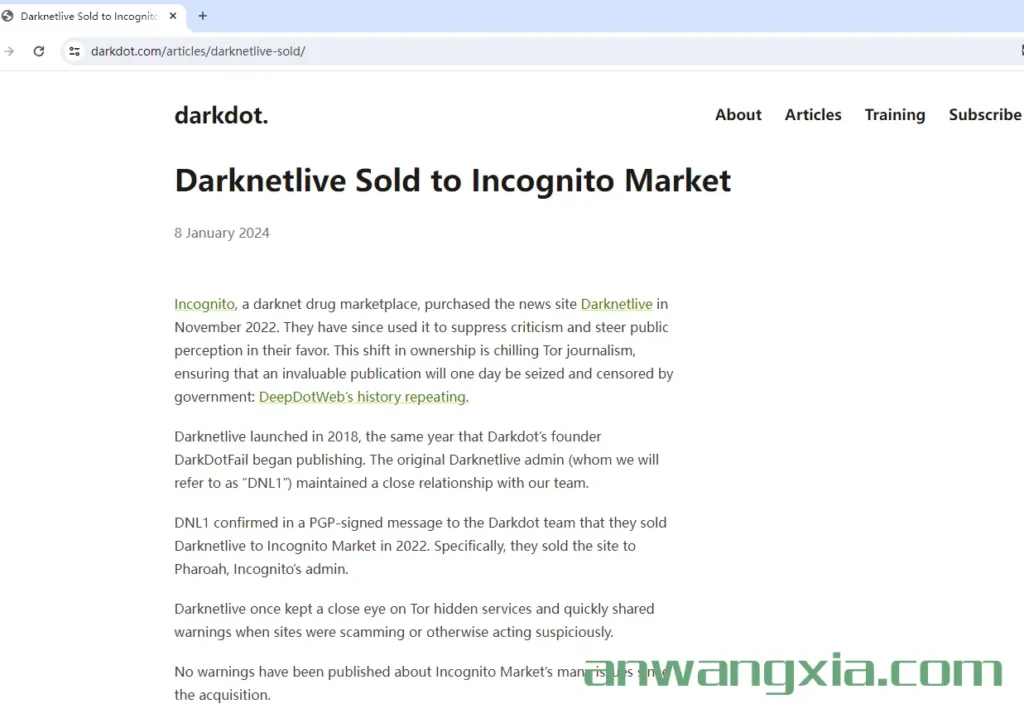 Darknetlive Sold to Incognito
darkdot.com/articles/darknetlive-sold/
darkdot.
About Articles Training Subscribe
Darknetlive Sold to Incognito Market
8 January 2024
Incognito, a darknet drug marketplace, purchased the news site Darknetlive in
November 2022. They have since used it to suppress criticism and steer public
perception in their favor. This shift in ownership is chilling Tor journalism,
ensuring that an invaluable publication will one day be seized and censored by
government: DeepDotWeb's history repeating.
Darknetlive launched in 2018, the same year that Darkdot's founder
DarkDotFail began publishing. The original Darknetlive admin (whom we will
refer to as "DNL1") maintained a close relationship with our team.
DNL1 confirmed in a PGP-signed message to the Darkdot team that they sold
Darknetlive to Incognito Market in 2022. Specifically, they sold the site to
Pharoah, Incognito's admin.
Darknetlive once kept a close eye on Tor hidden services and quickly shared
warnings when sites were scamming or otherwise acting suspiciously.
No warnings have been published about Incognito Market's many issues since
the acquisition.
anwangxia.com